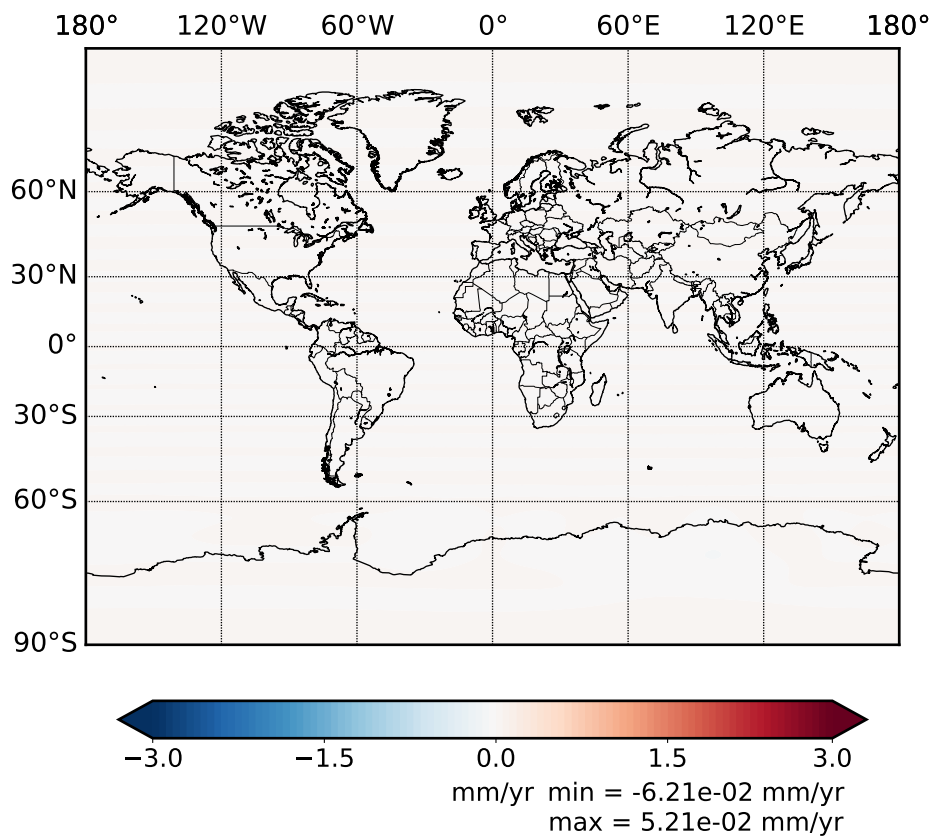 180° 120°W 60°W 0° 60°E 120°E 180°
60°N
30°N
0°
30°S
60°S
90°S
−3.0 −1.5 0.0 1.5 3.0
mm/yr min = -6.21e-02 mm/yr
max = 5.21e-02 mm/yr